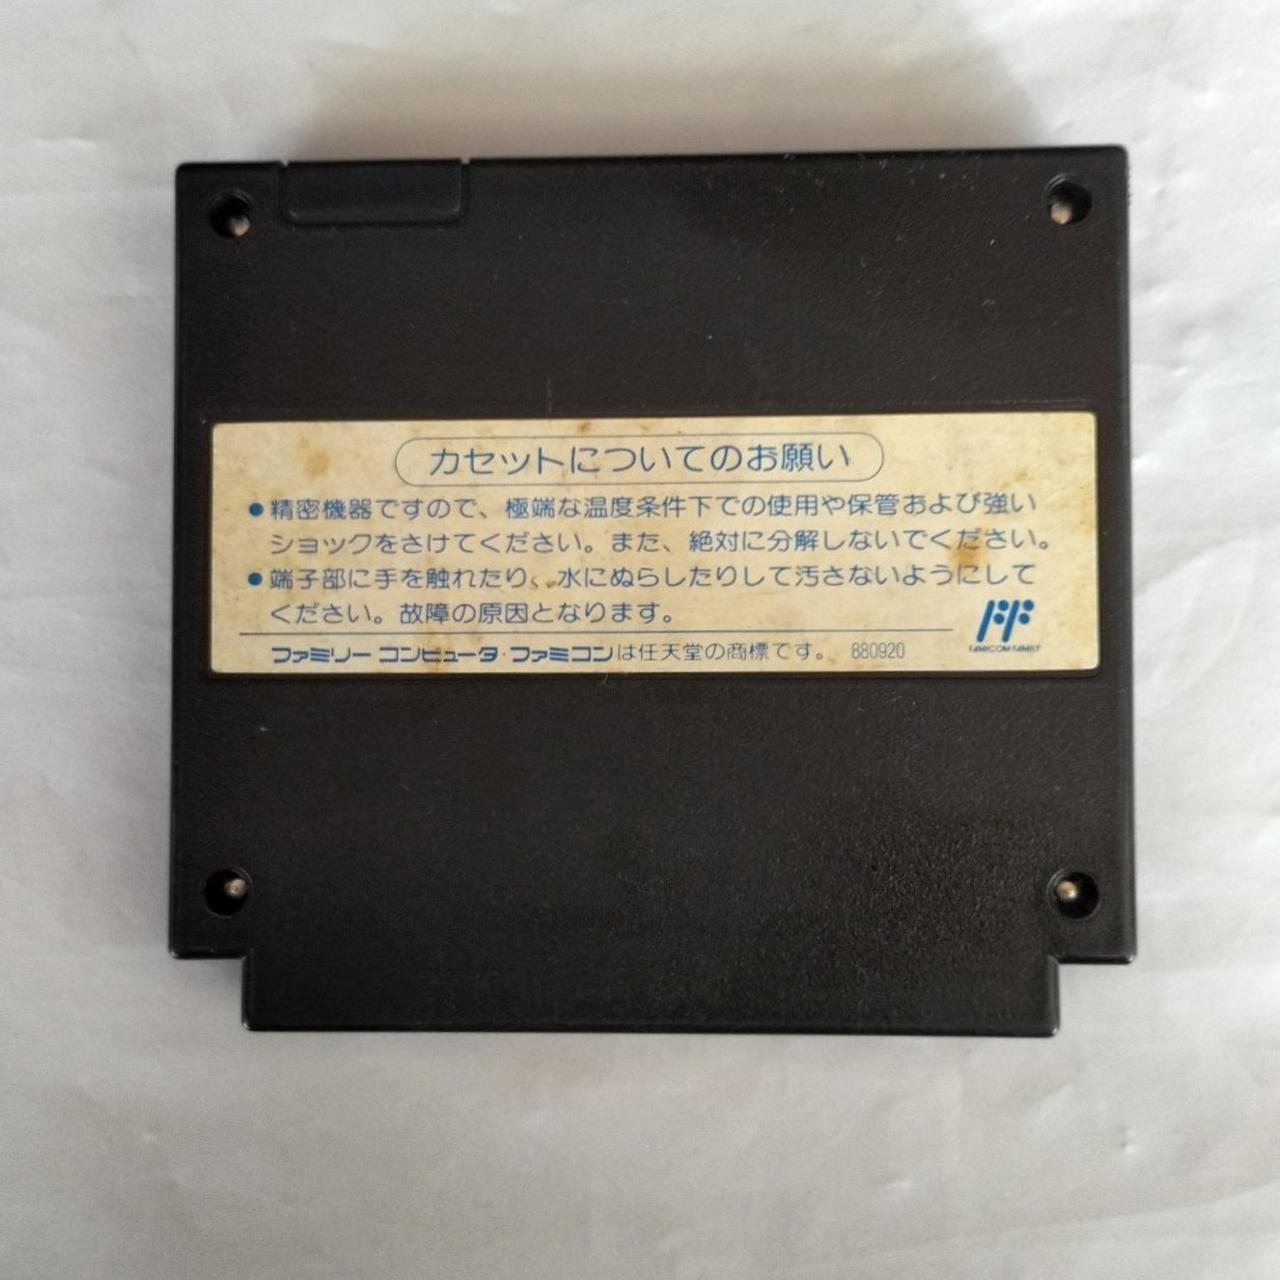 カセットについてのお願い
●精密機器ですので、極端な温度条件下での使用や保管および強い
ショックをさけてください。また、絶対に分解しないでください。
●端子部に手を触れたり、水にぬらしたりして汚さないようにして
ください。故障の原因となります。
FF
FAMICOM FAMILY
ファミリー コンピュータ・ファミコンは任天堂の商標です。 880920